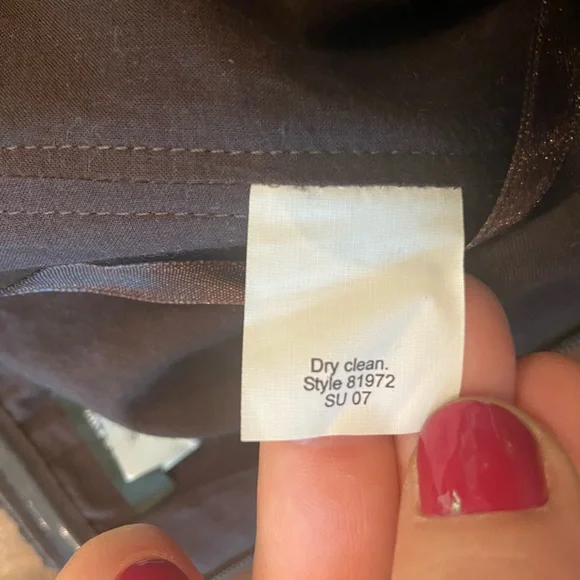 Dry clean.
Style 81972
SU 07